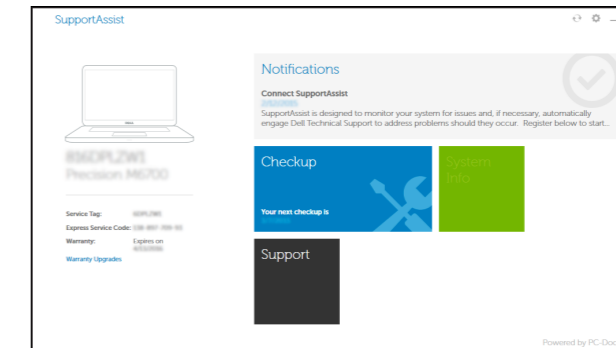 SupportAssist
Notifications
Connect SupportAssist
SupportAssist is designed to monitor your system for issues and, if necessary, automatically
engage Dell Technical Support to address problems should they occur. Register below to start...
Precision M6700
Checkup
System
Info
Your next checkup is
Service Tag:
Express Service Code:
Warranty: Expires on
Warranty Upgrades
Support
Powered by PC-Doc